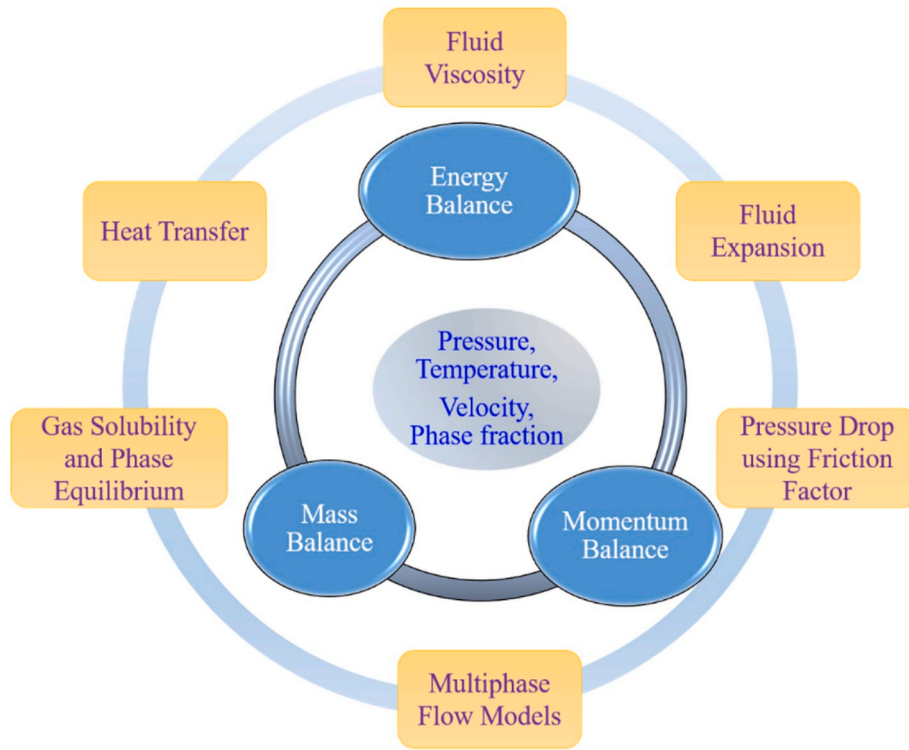 Fluid
Viscosity
Energy
Balance
Heat Transfer
Fluid
Expansion
Pressure,
Temperature,
Velocity,
Phase fraction
Gas Solubility
and Phase
Equilibrium
Pressure Drop
using Friction
Factor
Mass
Balance
Momentum
Balance
Multiphase
Flow Models